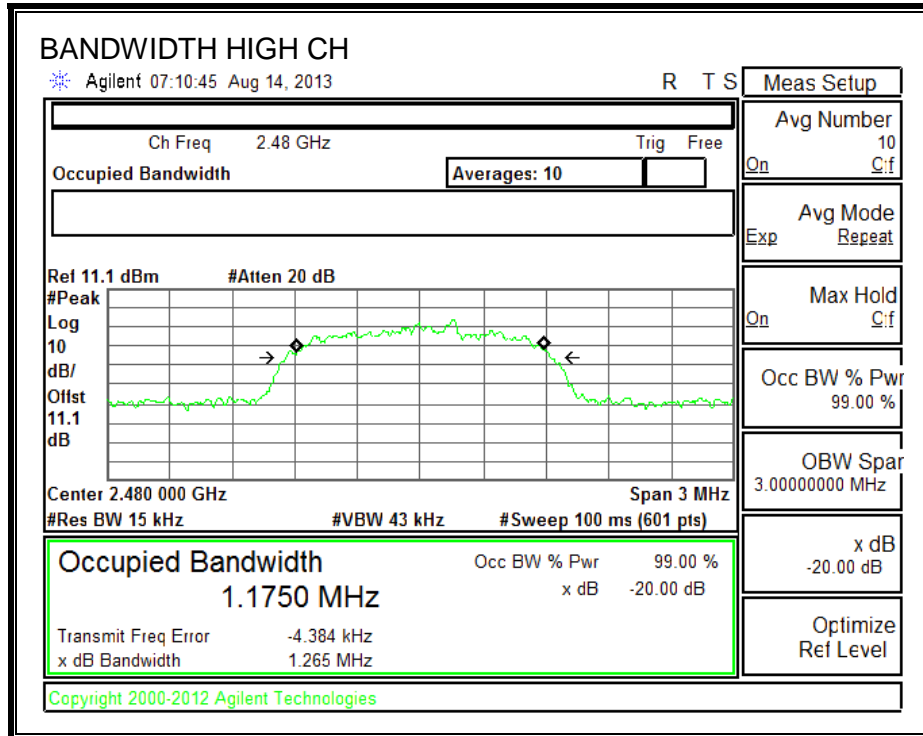 BANDWIDTH HIGH CH
Agilent 07:10:45 Aug 14, 2013 R T S
Meas Setup
Ch Freq 2.48 GHz Trig Free
Occupied Bandwidth Averages: 10
Ref 11.1 dBm #Atten 20 dB
#Peak
Log
10
dB/
Offst
11.1
dB
Center 2.480 000 GHz Span 3 MHz
#Res BW 15 kHz #VBW 43 kHz #Sweep 100 ms (601 pts)
Occupied Bandwidth Occ BW % Pwr 99.00 %
1.1750 MHz x dB -20.00 dB
Transmit Freq Error -4.384 kHz
x dB Bandwidth 1.265 MHz
Copyright 2000-2012 Agilent Technologies
Avg Number
10
On Off
Avg Mode
Exp Repeat
Max Hold
On Off
Occ BW % Pwr
99.00 %
OBW Span
3.00000000 MHz
x dB
-20.00 dB
Optimize
Ref Level